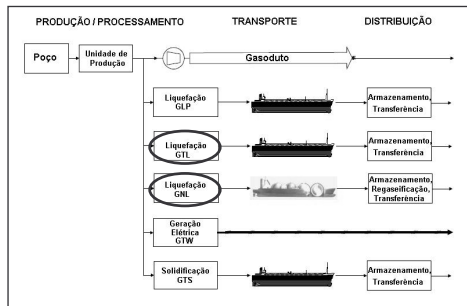 PRODUÇÃO / PROCESSAMENTO
TRANSPORTE
DISTRIBUIÇÃO
Poço
Unidade de
Produção
Gasoduto
Liquefação
GLP
Armazenamento,
Transferência
Liquefação
GTL
Armazenamento,
Transferência
Liquefação
GNL
Armazenamento,
Regaseificação,
Transferência
Geração
Elétrica
GTW
Solidificação
GTS
Armazenamento,
Transferência